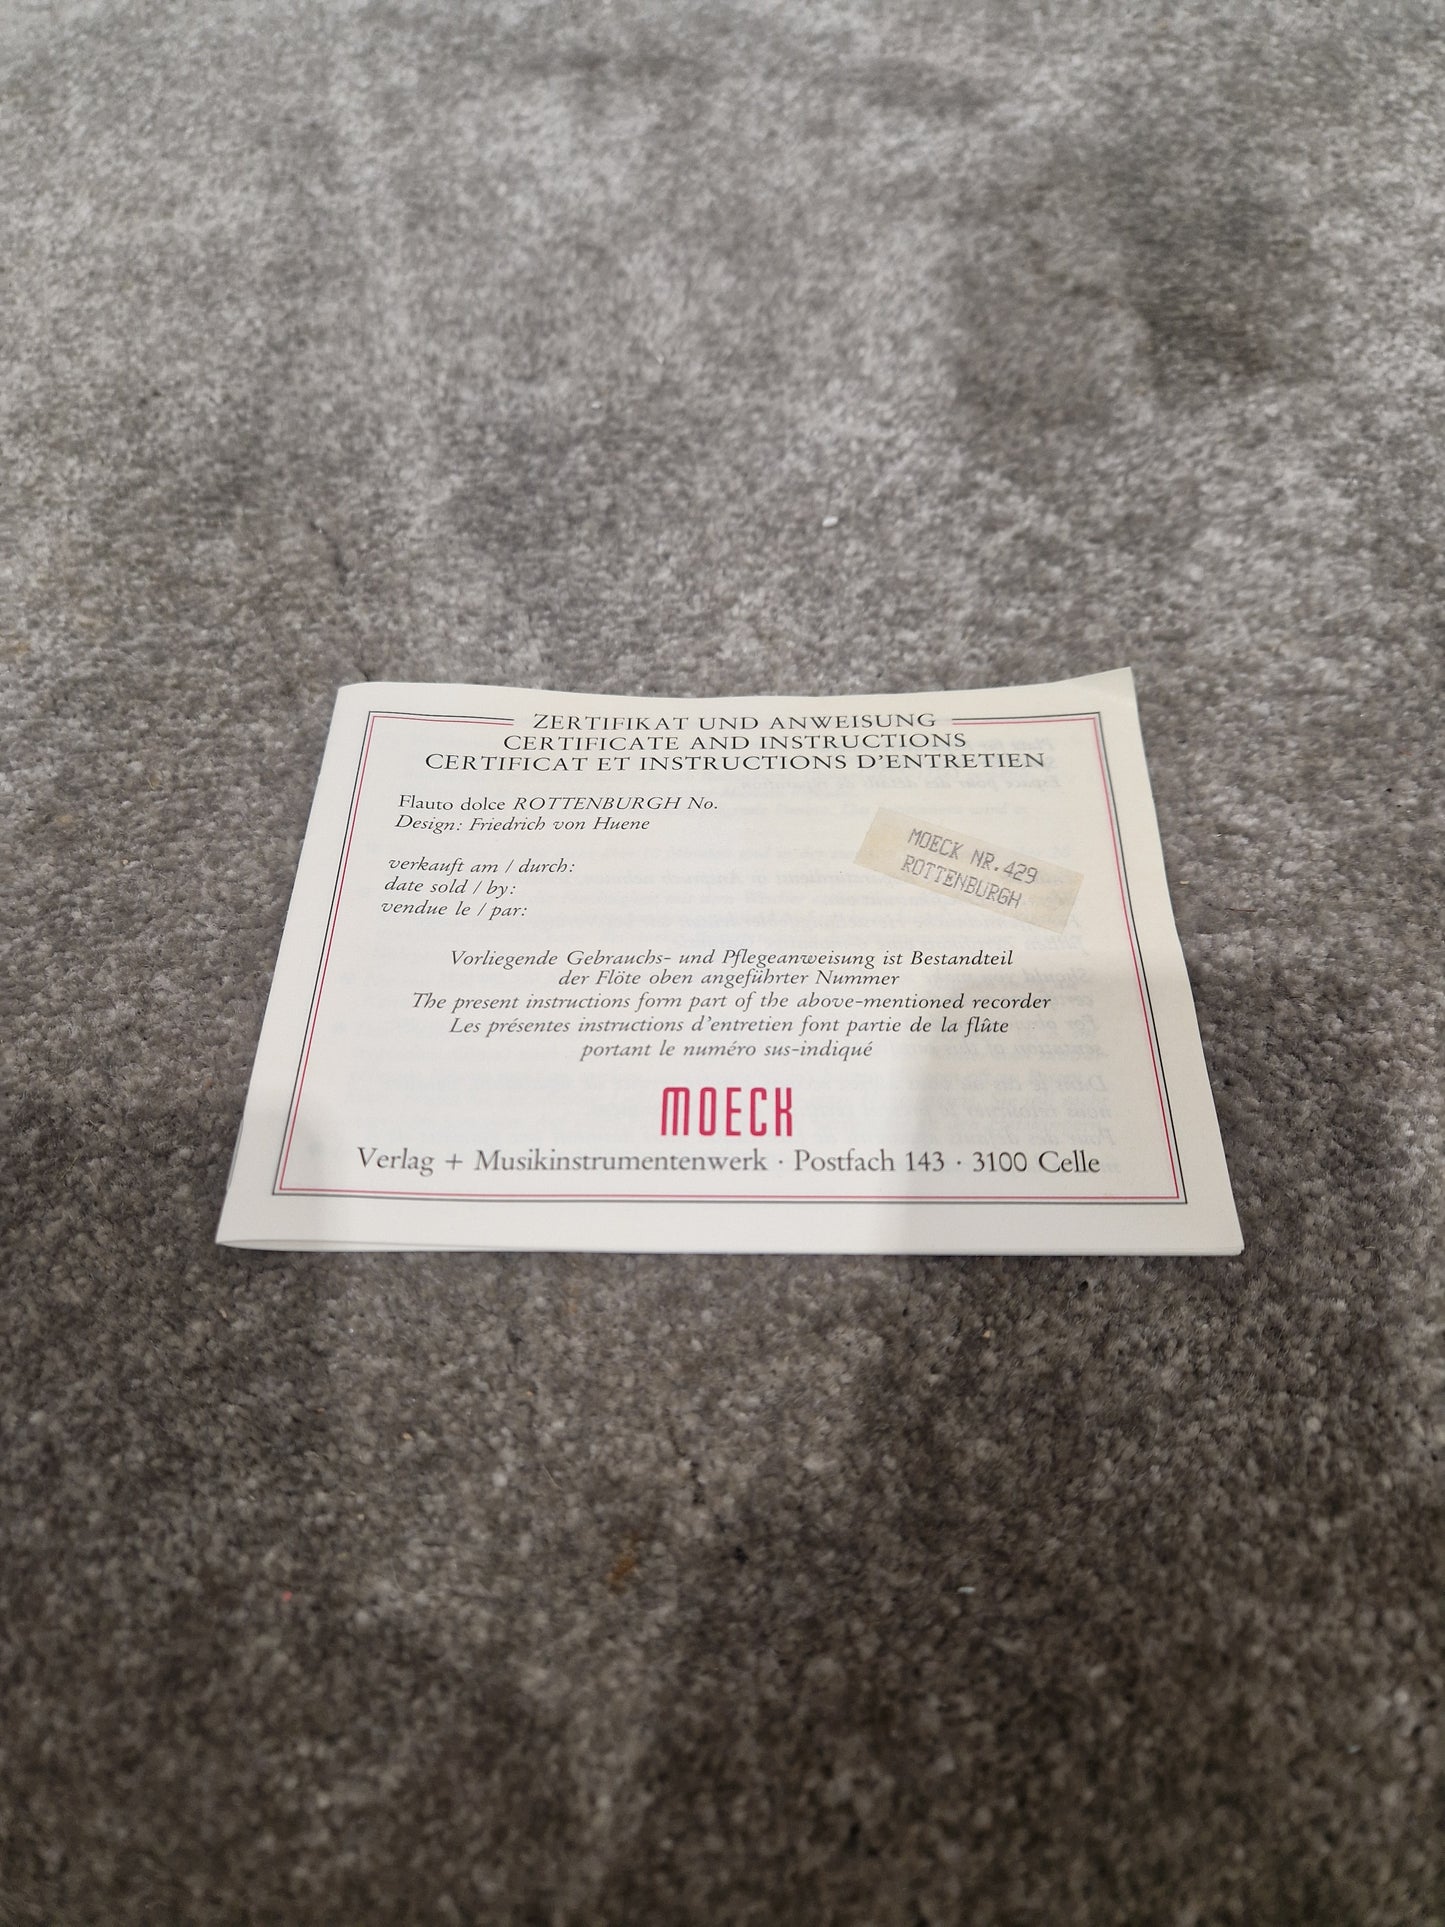 ZERTIFIKAT UND ANWEISUNG
CERTIFICATE AND INSTRUCTIONS
CERTIFICAT ET INSTRUCTIONS D'ENTRETIEN
Flauto dolce ROTTENBURGH No.
Design: Friedrich von Huene
MOECK NR.429
ROTTENBURGH
verkauft am / durch:
date sold / by:
vendue le / par:
Vorliegende Gebrauchs- und Pflegeanweisung ist Bestandteil
der Flöte oben angeführter Nummer
The present instructions form part of the above-mentioned recorder
Les présentes instructions d'entretien font partie de la flûte
portant le numéro sus-indiqué
MOECK
Verlag + Musikinstrumentenwerk · Postfach 143 · 3100 Celle